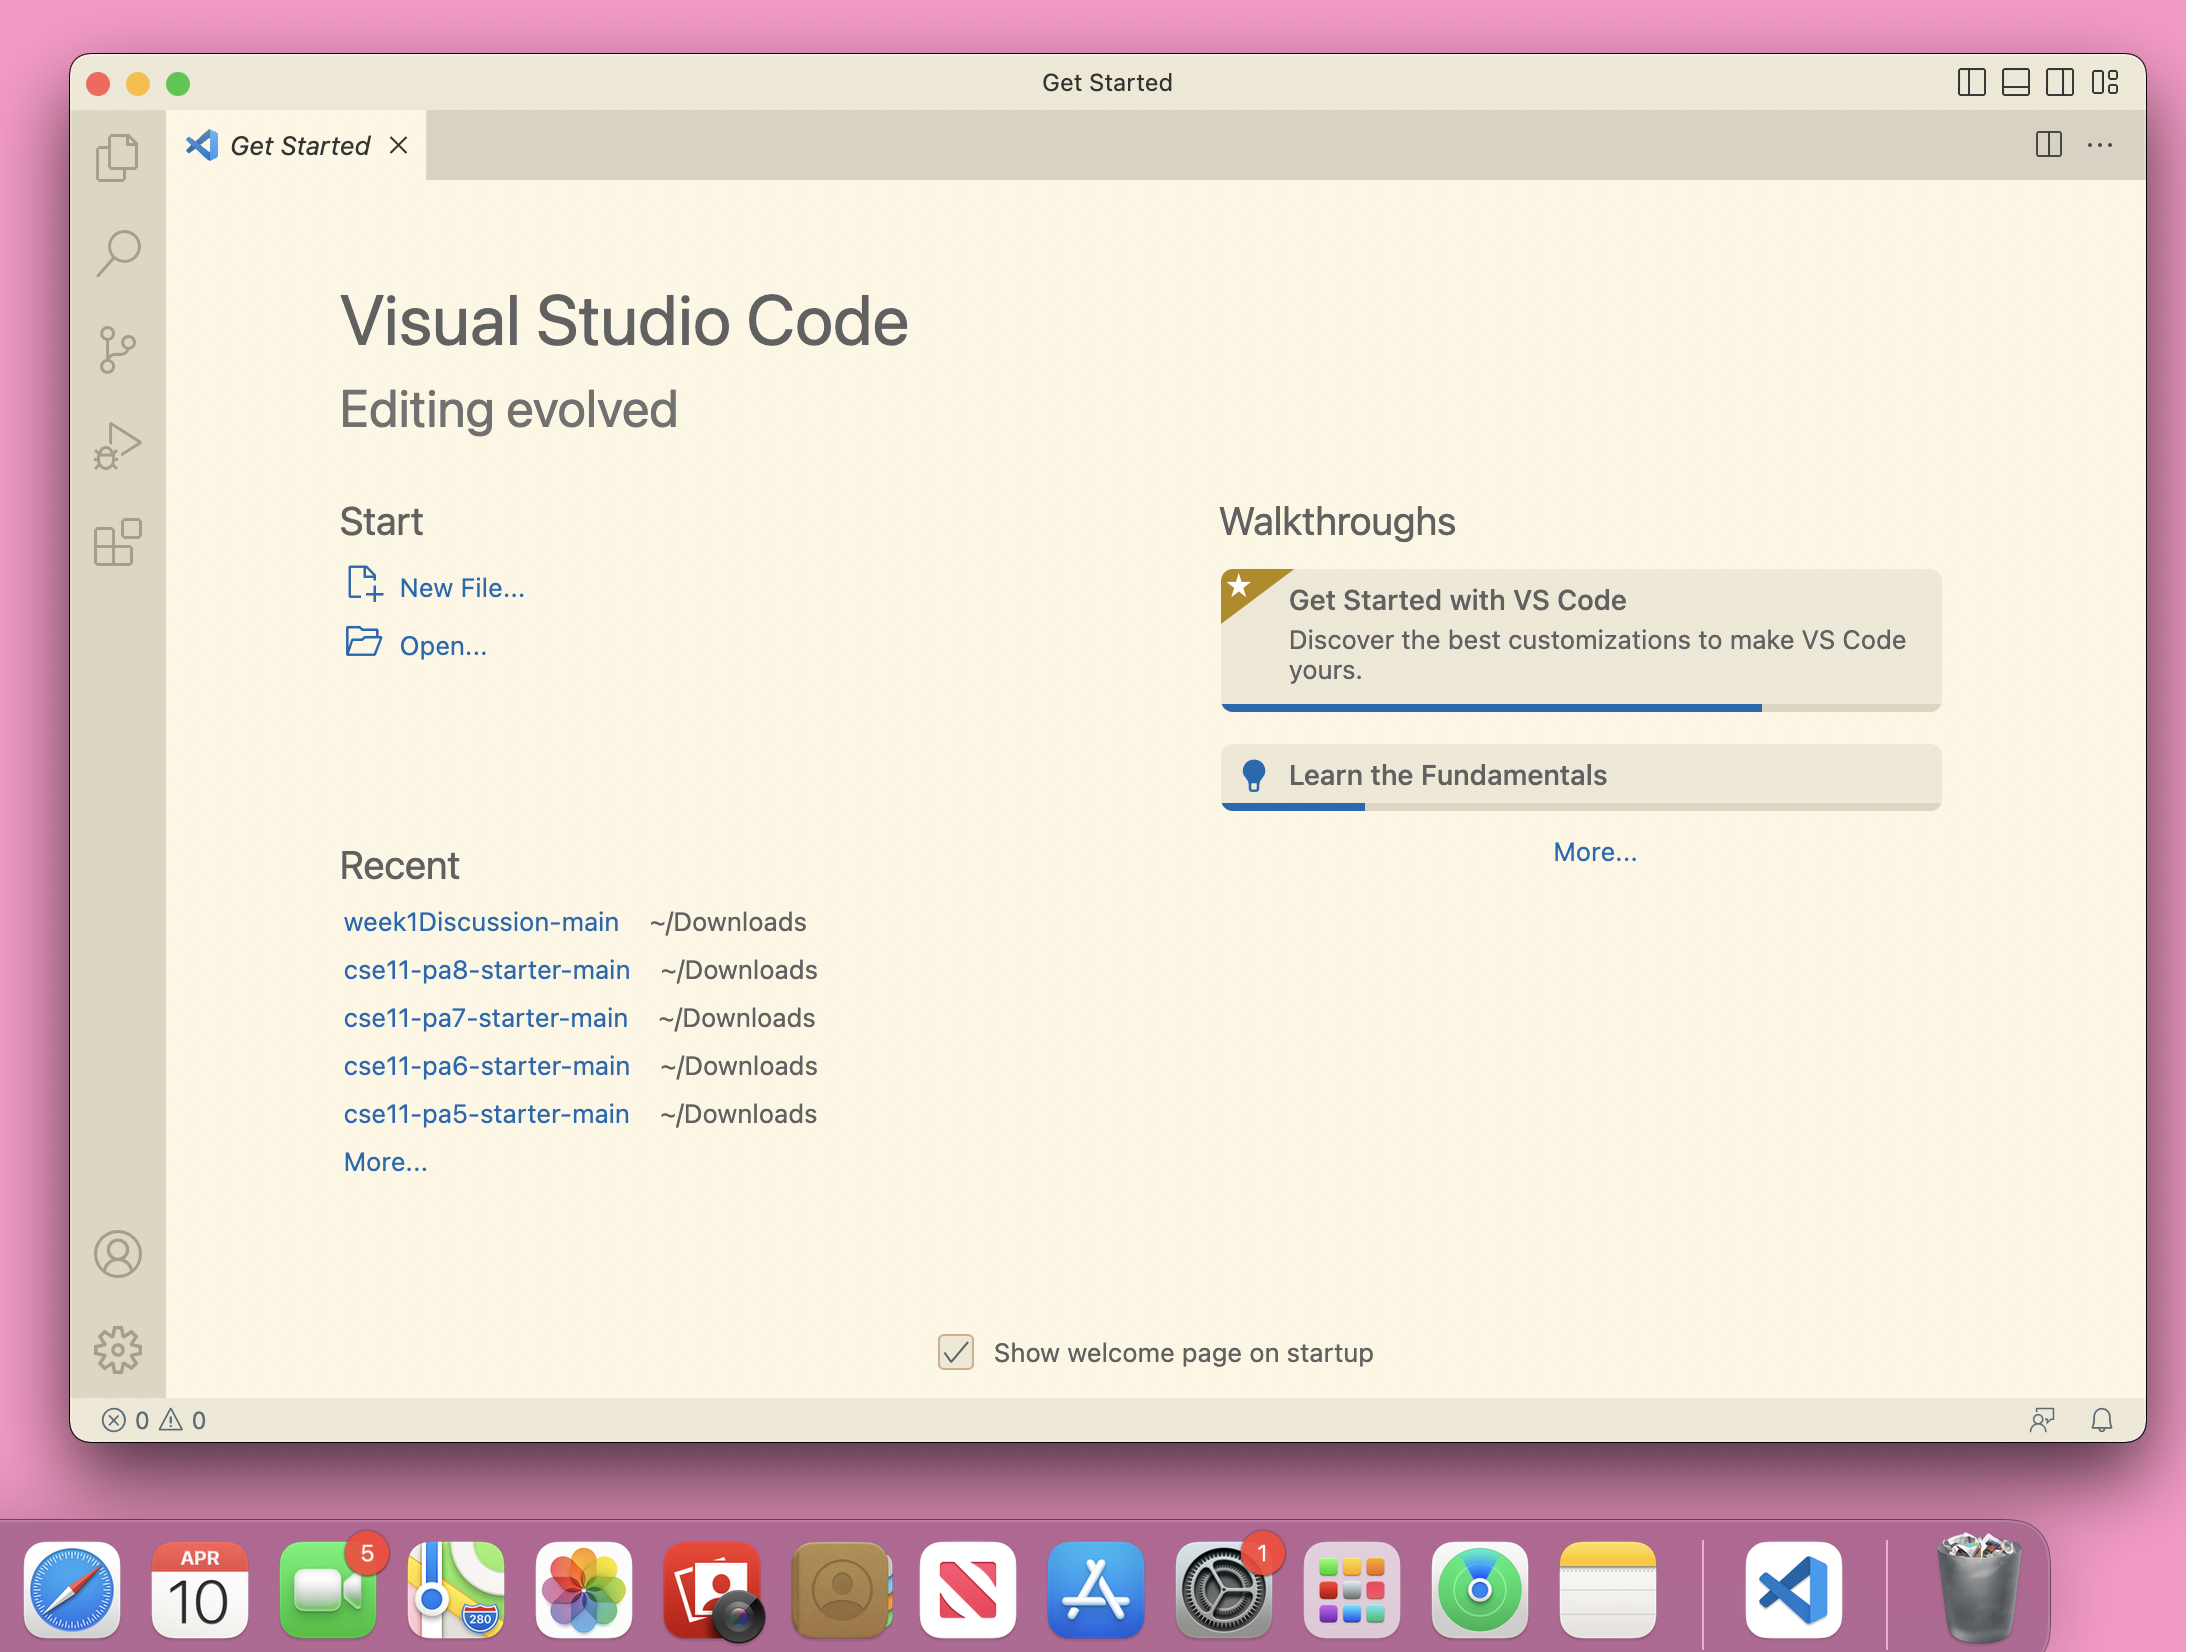 Get Started
Get Started
Visual Studio Code
Editing evolved
Start
New File...
Open...
Walkthroughs
Get Started with VS Code
Discover the best customizations to make VS Code
yours.
Learn the Fundamentals
More...
Recent
week1Discussion-main ~/Downloads
cse11-pa8-starter-main ~/Downloads
cse11-pa7-starter-main ~/Downloads
cse11-pa6-starter-main ~/Downloads
cse11-pa5-starter-main ~/Downloads
More...
Show welcome page on startup
0 0
APR
10
5
280
1